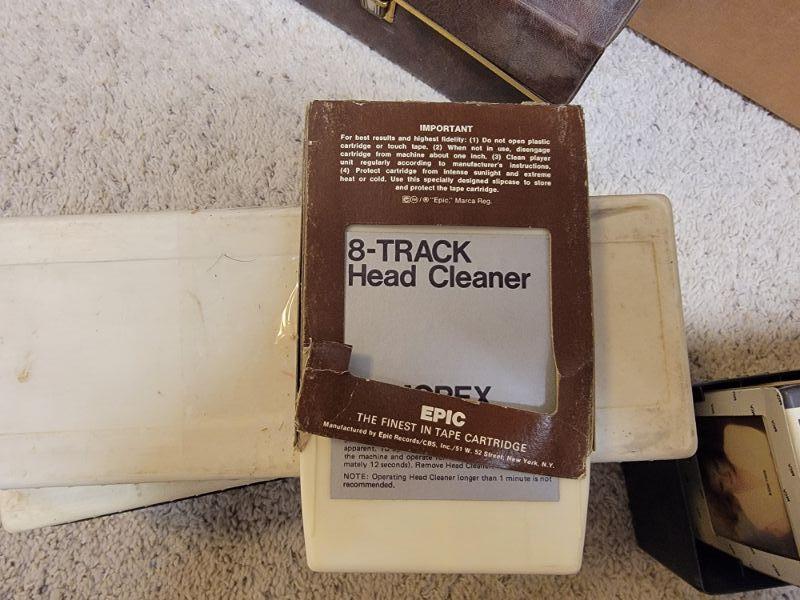 IMPORTANT
For best results and highest fidelity: (1) Do not open plastic
cartridge or touch tape. (2) When not in use, disengage
cartridge from machine about one inch. (3) Clean player
unit regularly according to manufacturer's instructions.
(4) Protect cartridge from intense sunlight and extreme
heat or cold. Use this specially designed slipcase to store
and protect the tape cartridge.
"Epic," Marca Reg.
8-TRACK
Head Cleaner
EPIC
THE FINEST IN TAPE CARTRIDGE
Manufactured by Epic Records/CBS, Inc./51 W. 52 Street, New York, N.Y.
apparent,
the machine and operate
mately 12 seconds). Remove Head Cleaner
NOTE: Operating Head Cleaner longer than 1 minute is not
recommended.